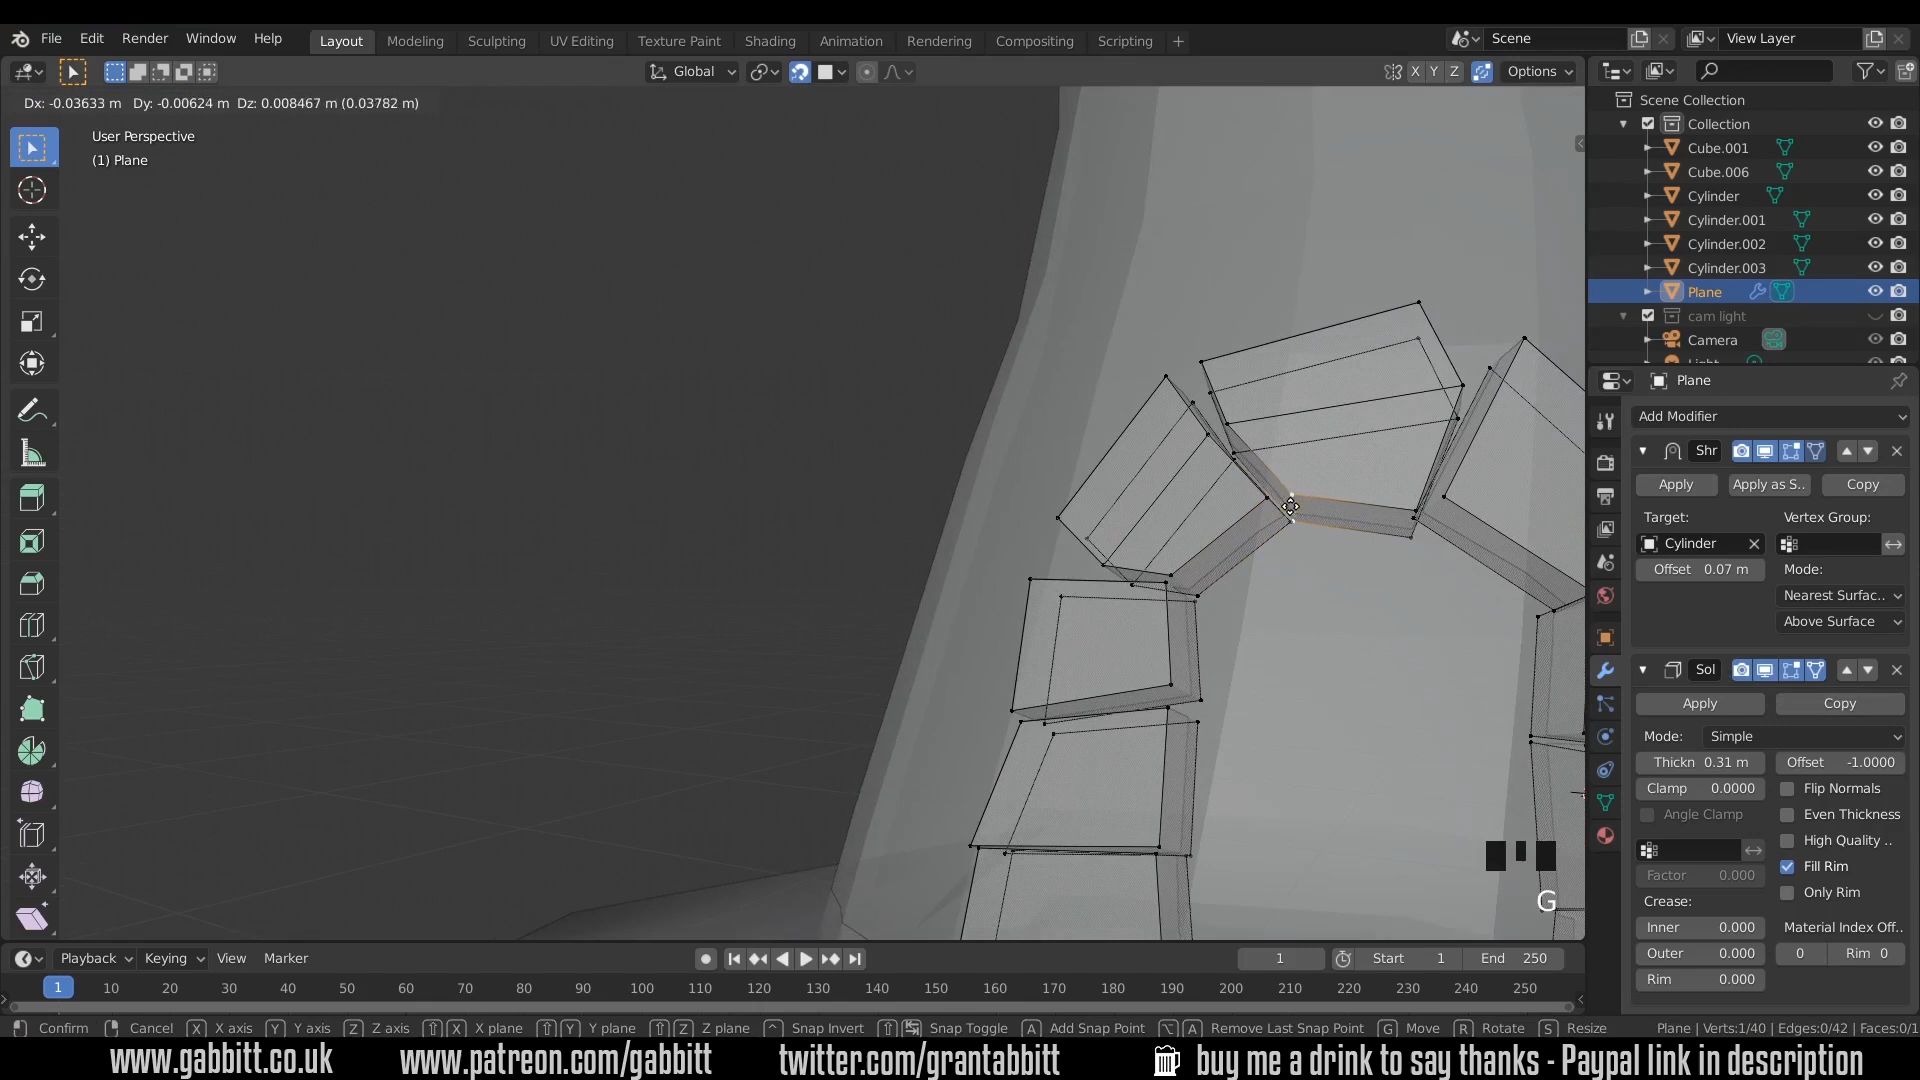 File Edit Render Window Help Layout Modeling Sculpting UV Editing Texture Paint Shading Animation Rendering Compositing Scripting + Scene View Layer
Global X Y Z Options
Dx: -0.03633 m Dy: -0.00624 m Dz: 0.008467 m (0.03782 m)
User Perspective
(1) Plane
Scene Collection
Collection
Cube.001
Cube.006
Cylinder
Cylinder.001
Cylinder.002
Cylinder.003
Plane
cam light
Camera
Plane
Add Modifier
Shr
Apply Apply as S.. Copy
Target: Vertex Group:
Cylinder
Offset 0.07 m Mode:
Nearest Surfac..
Above Surface
Sol
Apply Copy
Mode: Simple
Thickn 0.31 m Offset -1.0000
Clamp 0.0000 Flip Normals
Angle Clamp Even Thickness
High Quality ..
Fill Rim
Factor 0.000 Only Rim
Crease:
Inner 0.000 Material Index Off..
Outer 0.000 0 Rim 0
Rim 0.000
G
Playback Keying View Marker 1 Start 1 End 250
1 10 20 30 40 50 60 70 80 90 100 110 120 130 140 150 160 170 180 190 200 210 220 230 240 250
Confirm Cancel X X axis Y Y axis Z Z axis X X plane Y Y plane Z Z plane ^ Snap Invert Snap Toggle A Add Snap Point A Remove Last Snap Point G Move R Rotate S Resize Plane | Verts:1/40 | Edges:0/42 | Faces:0/1
www.gabbitt.co.uk www.patreon.com/gabbitt twitter.com/grantabbitt buy me a drink to say thanks - Paypal link in description